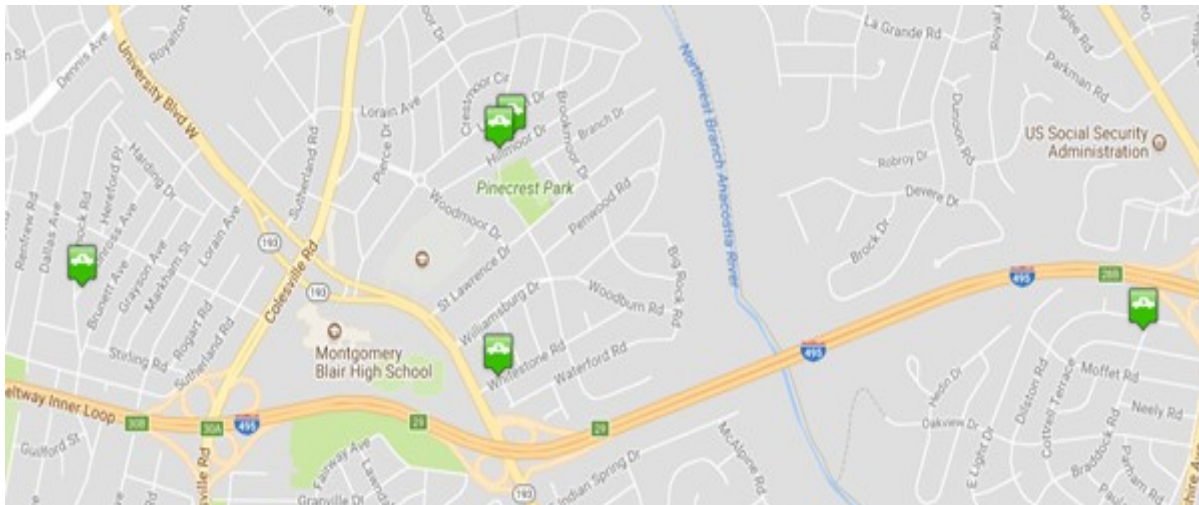 La Grande Rd
Royalton Rd
Dennis Ave
University Blvd W
Crestmoor Cir
Lorain Ave
Parkman Rd
Northwest Branch Anacostia River
Brookmoor Dr
Branch Dr
Dunoon Rd
Hillmoor Dr
US Social Security
Administration
Sutherland Rd
Pierce Dr
Hereford Pl
Harding Dr
Robroy Dr
Pinecrest Park
Devere Dr
Renfrew Rd
Dallas Ave
Lorain Ave
Woodmoor Dr
Penwood Rd
Brunett Ave
Grayson Ave
Markham St
193
Colesville Rd
Brock Dr
Big Rock Rd
St Lawrence Dr
495
28B
193
Williamsburg Dr
Woodburn Rd
Rogart Rd
Sutherland Rd
Stirling Rd
Montgomery
Blair High School
Whitestone Rd
Waterford Rd
495
Moffet Rd
Hedin Dr
Dilston Rd
Cottrell Terrace
Neely Rd
eltway Inner Loop
30B
30A
495
29
29
Oakview Dr
Guilford St
Fairway Ave
McAlpine Rd
E Light Dr
Braddock Rd
Parham Rd
sville Rd
Lawndale
Granville Dr
193
Indian Spring Dr